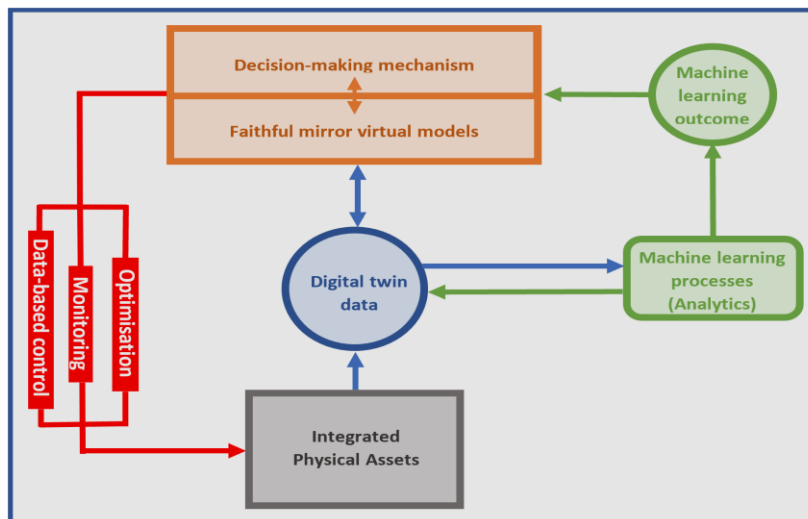 Decision-making mechanism
Faithful mirror virtual models
Machine
learning
outcome
Digital twin
data
Machine learning
processes
(Analytics)
Data-based control
Monitoring
Optimisation
Integrated
Physical Assets